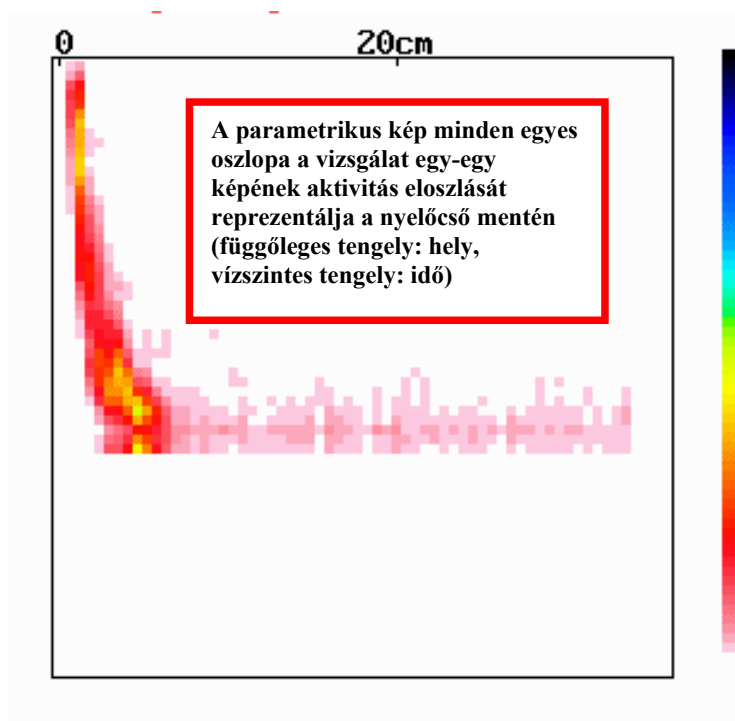 0 20cm
A parametrikus kép minden egyes
oszlopa a vizsgálat egy-egy
képének aktivitás eloszlását
reprezentálja a nyelőcső mentén
(függőleges tengely: hely,
vízszintes tengely: idő)